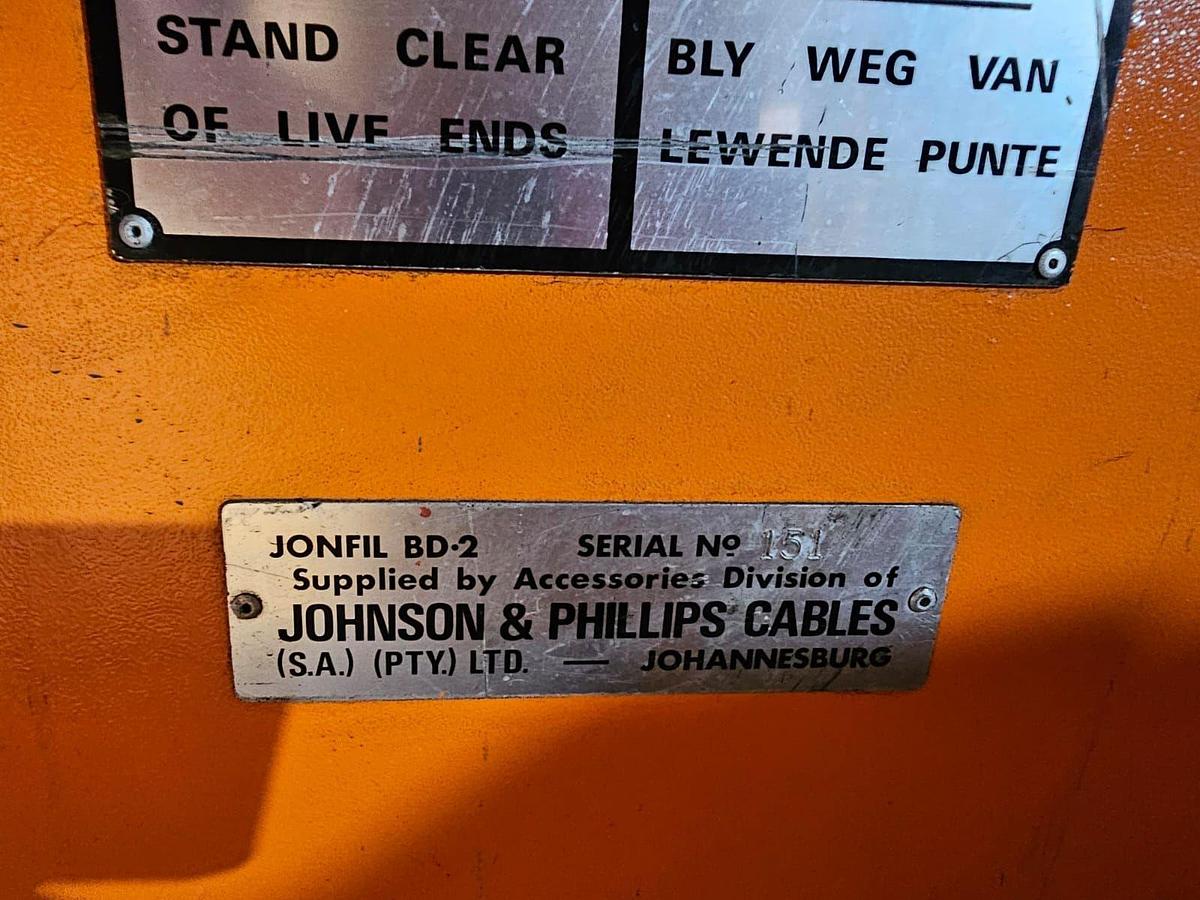 STAND CLEAR
OF LIVE ENDS
BLY WEG VAN
LEWENDE PUNTE
JONFIL BD·2 SERIAL Nº 151
Supplied by Accessories Division of
JOHNSON & PHILLIPS CABLES
(S.A.) (PTY.) LTD. — JOHANNESBURG